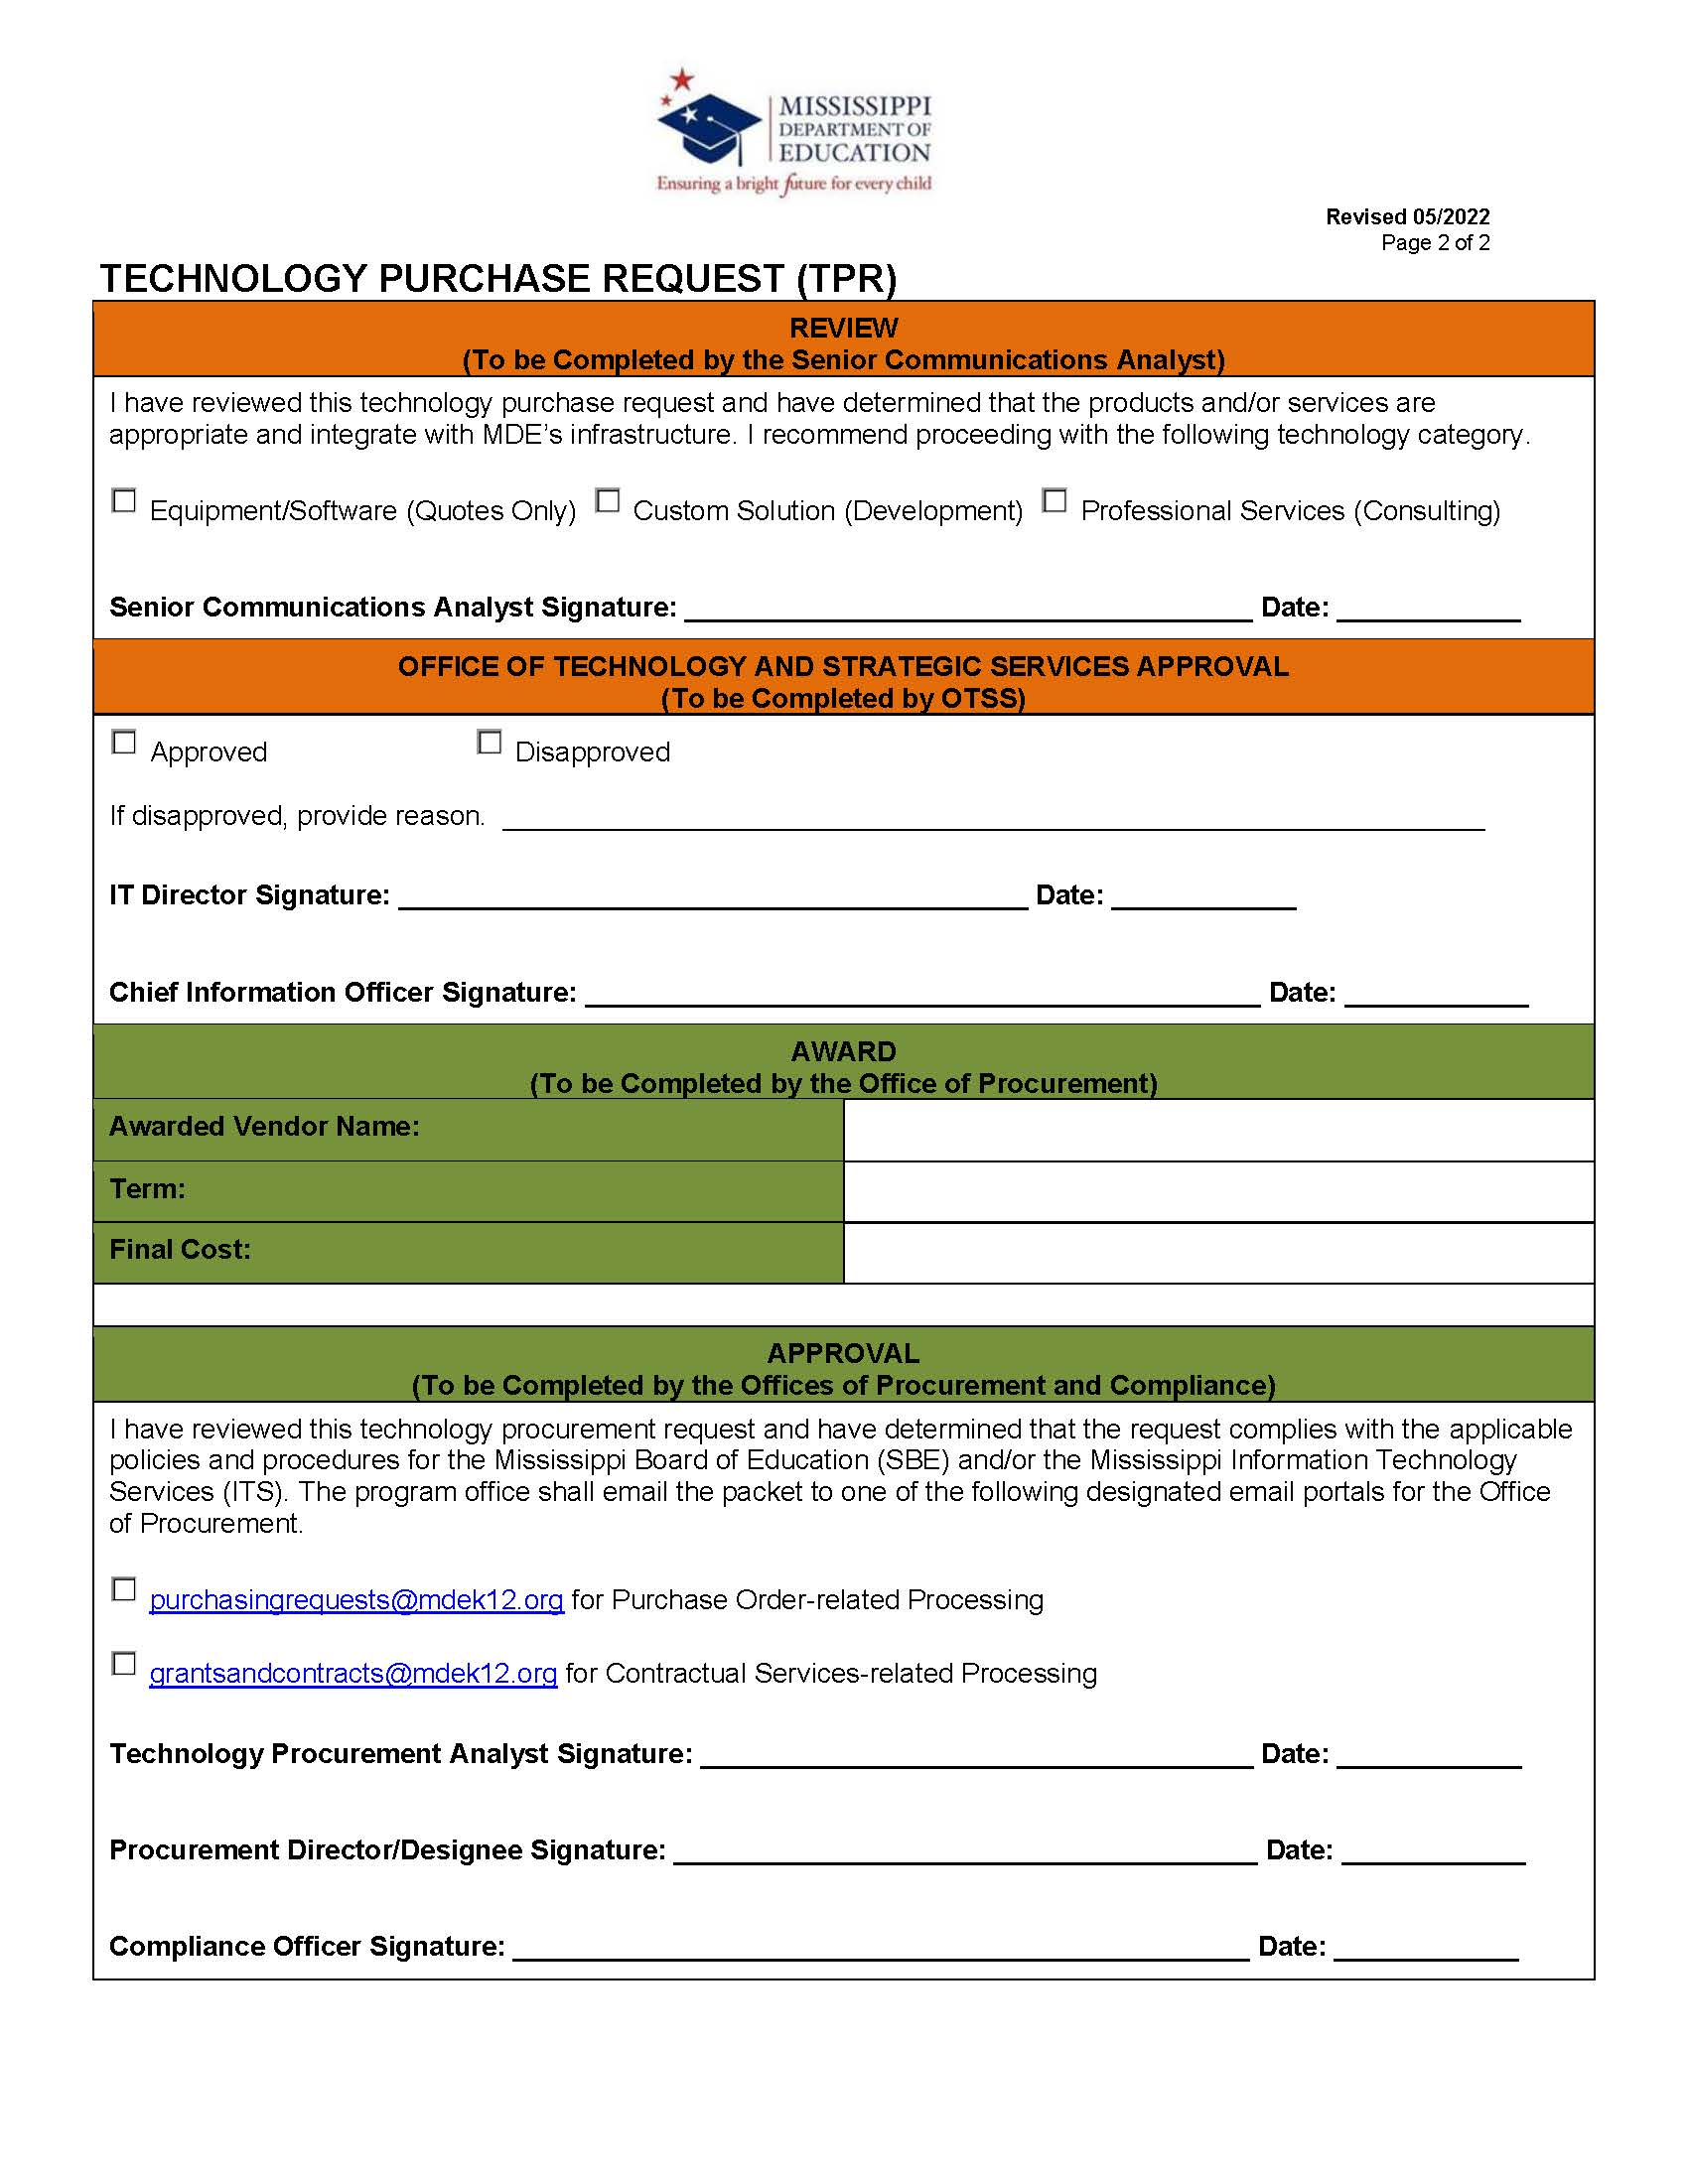 MISSISSIPPI
DEPARTMENT OF
EDUCATION
Ensuring a bright future for every child
Revised 05/2022
Page 2 of 2
TECHNOLOGY PURCHASE REQUEST (TPR)
REVIEW
(To be Completed by the Senior Communications Analyst)
I have reviewed this technology purchase request and have determined that the products and/or services are
appropriate and integrate with MDE's infrastructure. I recommend proceeding with the following technology category.
Equipment/Software (Quotes Only) Custom Solution (Development) Professional Services (Consulting)
Senior Communications Analyst Signature: Date:
OFFICE OF TECHNOLOGY AND STRATEGIC SERVICES APPROVAL
(To be Completed by OTSS)
Approved Disapproved
If disapproved, provide reason.
IT Director Signature: Date:
Chief Information Officer Signature: Date:
AWARD
(To be Completed by the Office of Procurement)
Awarded Vendor Name:
Term:
Final Cost:
APPROVAL
(To be Completed by the Offices of Procurement and Compliance)
I have reviewed this technology procurement request and have determined that the request complies with the applicable
policies and procedures for the Mississippi Board of Education (SBE) and/or the Mississippi Information Technology
Services (ITS). The program office shall email the packet to one of the following designated email portals for the Office
of Procurement.
purchasingrequests@mdek12.org for Purchase Order-related Processing
grantsandcontracts@mdek12.org for Contractual Services-related Processing
Technology Procurement Analyst Signature: Date:
Procurement Director/Designee Signature: Date:
Compliance Officer Signature: Date: